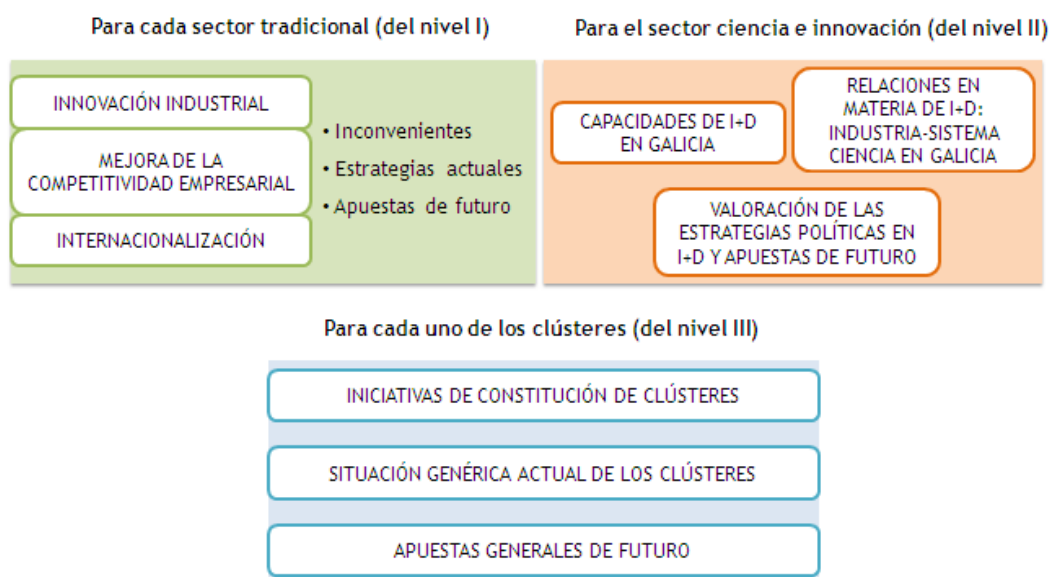 Para cada sector tradicional (del nivel I)
INNOVACIÓN INDUSTRIAL
MEJORA DE LA
COMPETITIVIDAD EMPRESARIAL
INTERNACIONALIZACIÓN
• Inconvenientes
• Estrategias actuales
• Apuestas de futuro
Para el sector ciencia e innovación (del nivel II)
CAPACIDADES DE I+D
EN GALICIA
RELACIONES EN
MATERIA DE I+D:
INDUSTRIA-SISTEMA
CIENCIA EN GALICIA
VALORACIÓN DE LAS
ESTRATEGIAS POLÍTICAS EN
I+D Y APUESTAS DE FUTURO
Para cada uno de los clústeres (del nivel III)
INICIATIVAS DE CONSTITUCIÓN DE CLÚSTERES
SITUACIÓN GENÉRICA ACTUAL DE LOS CLÚSTERES
APUESTAS GENERALES DE FUTURO